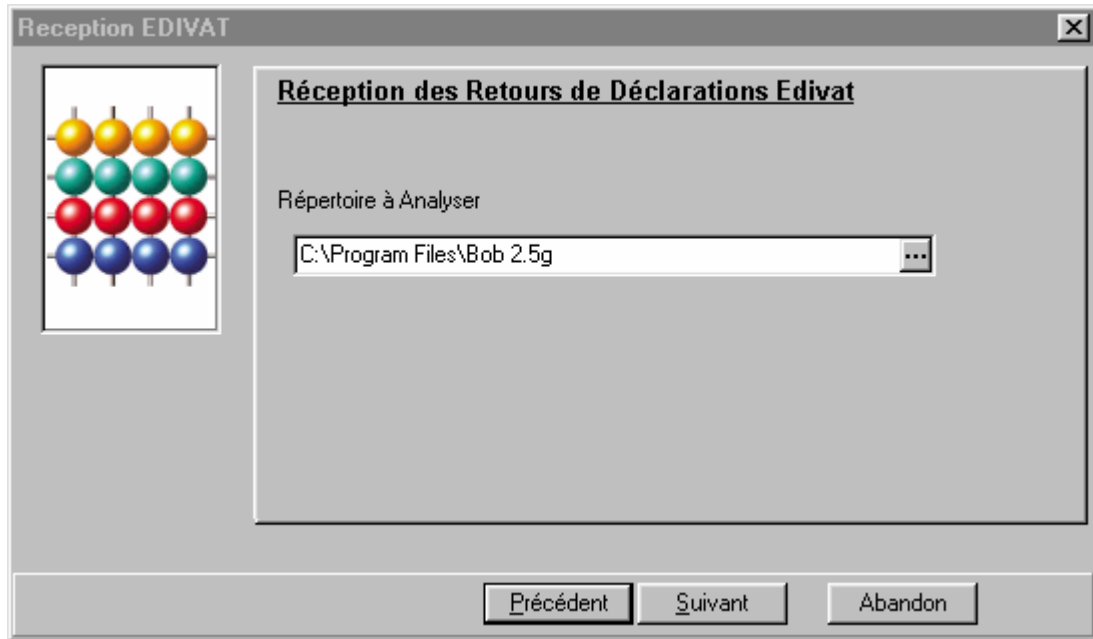 Reception EDIVAT
Réception des Retours de Déclarations Edivat
Répertoire à Analyser
C:\Program Files\Bob 2.5g
...
Précédent Suivant Abandon